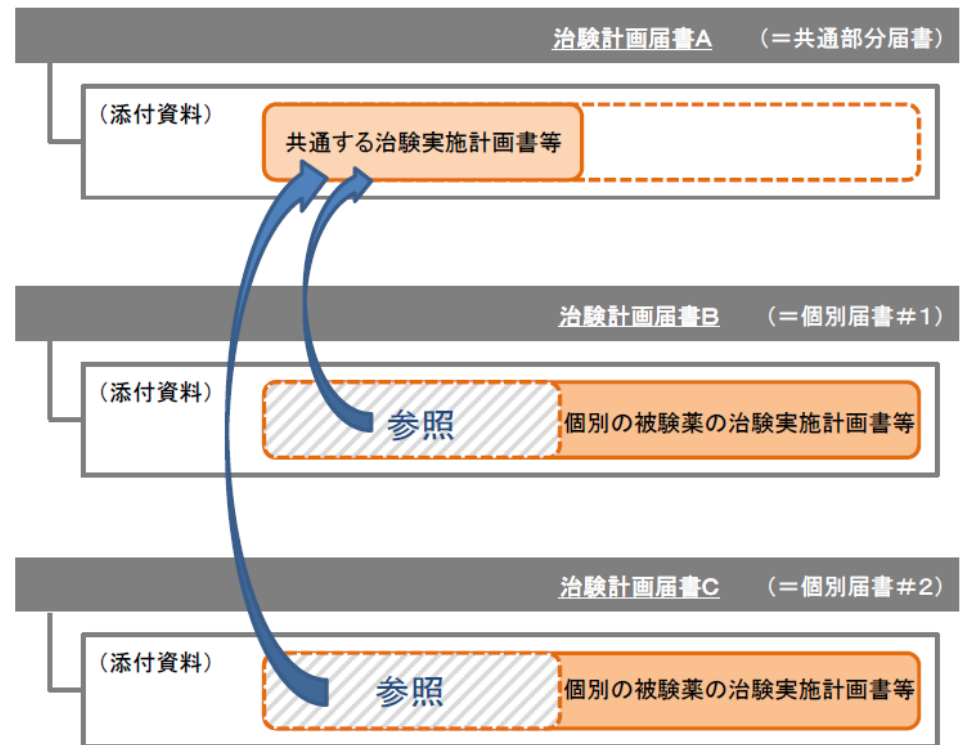 治験計画届書A （＝共通部分届書）
（添付資料）
共通する治験実施計画書等
治験計画届書B （＝個別届書＃1）
（添付資料）
参照
個別の被験薬の治験実施計画書等
治験計画届書C （＝個別届書＃2）
（添付資料）
参照
個別の被験薬の治験実施計画書等